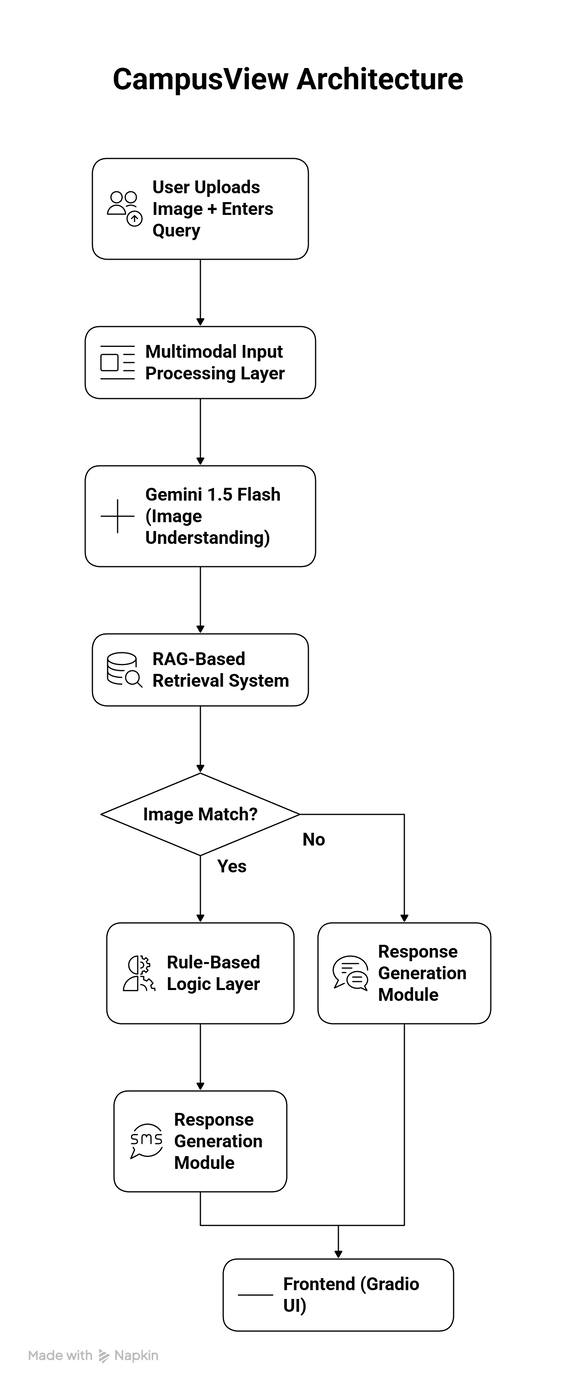 CampusView Architecture
User Uploads
Image + Enters
Query
Multimodal Input
Processing Layer
Gemini 1.5 Flash
(Image
Understanding)
RAG-Based
Retrieval System
Image Match?
No
Yes
Rule-Based
Logic Layer
Response
Generation
Module
SMS
Response
Generation
Module
Frontend (Gradio
UI)
Made with Napkin